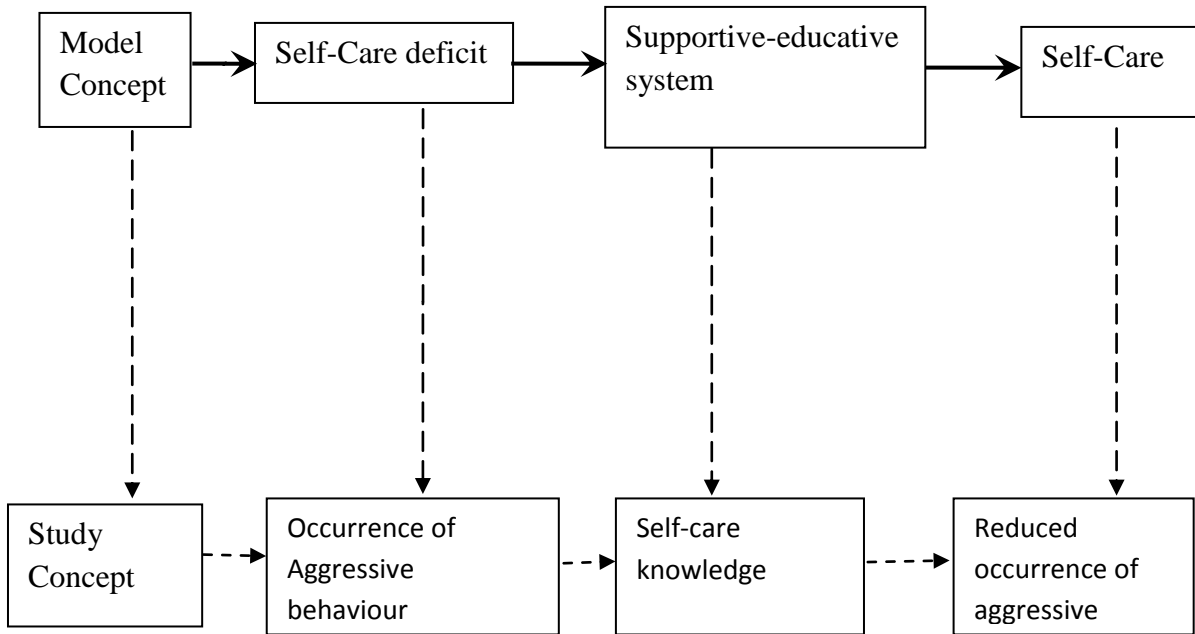 Model
Concept
Self-Care deficit
Supportive-educative
system
Self-Care
Study
Concept
Occurrence of
Aggressive
behaviour
Self-care
knowledge
Reduced
occurrence of
aggressive